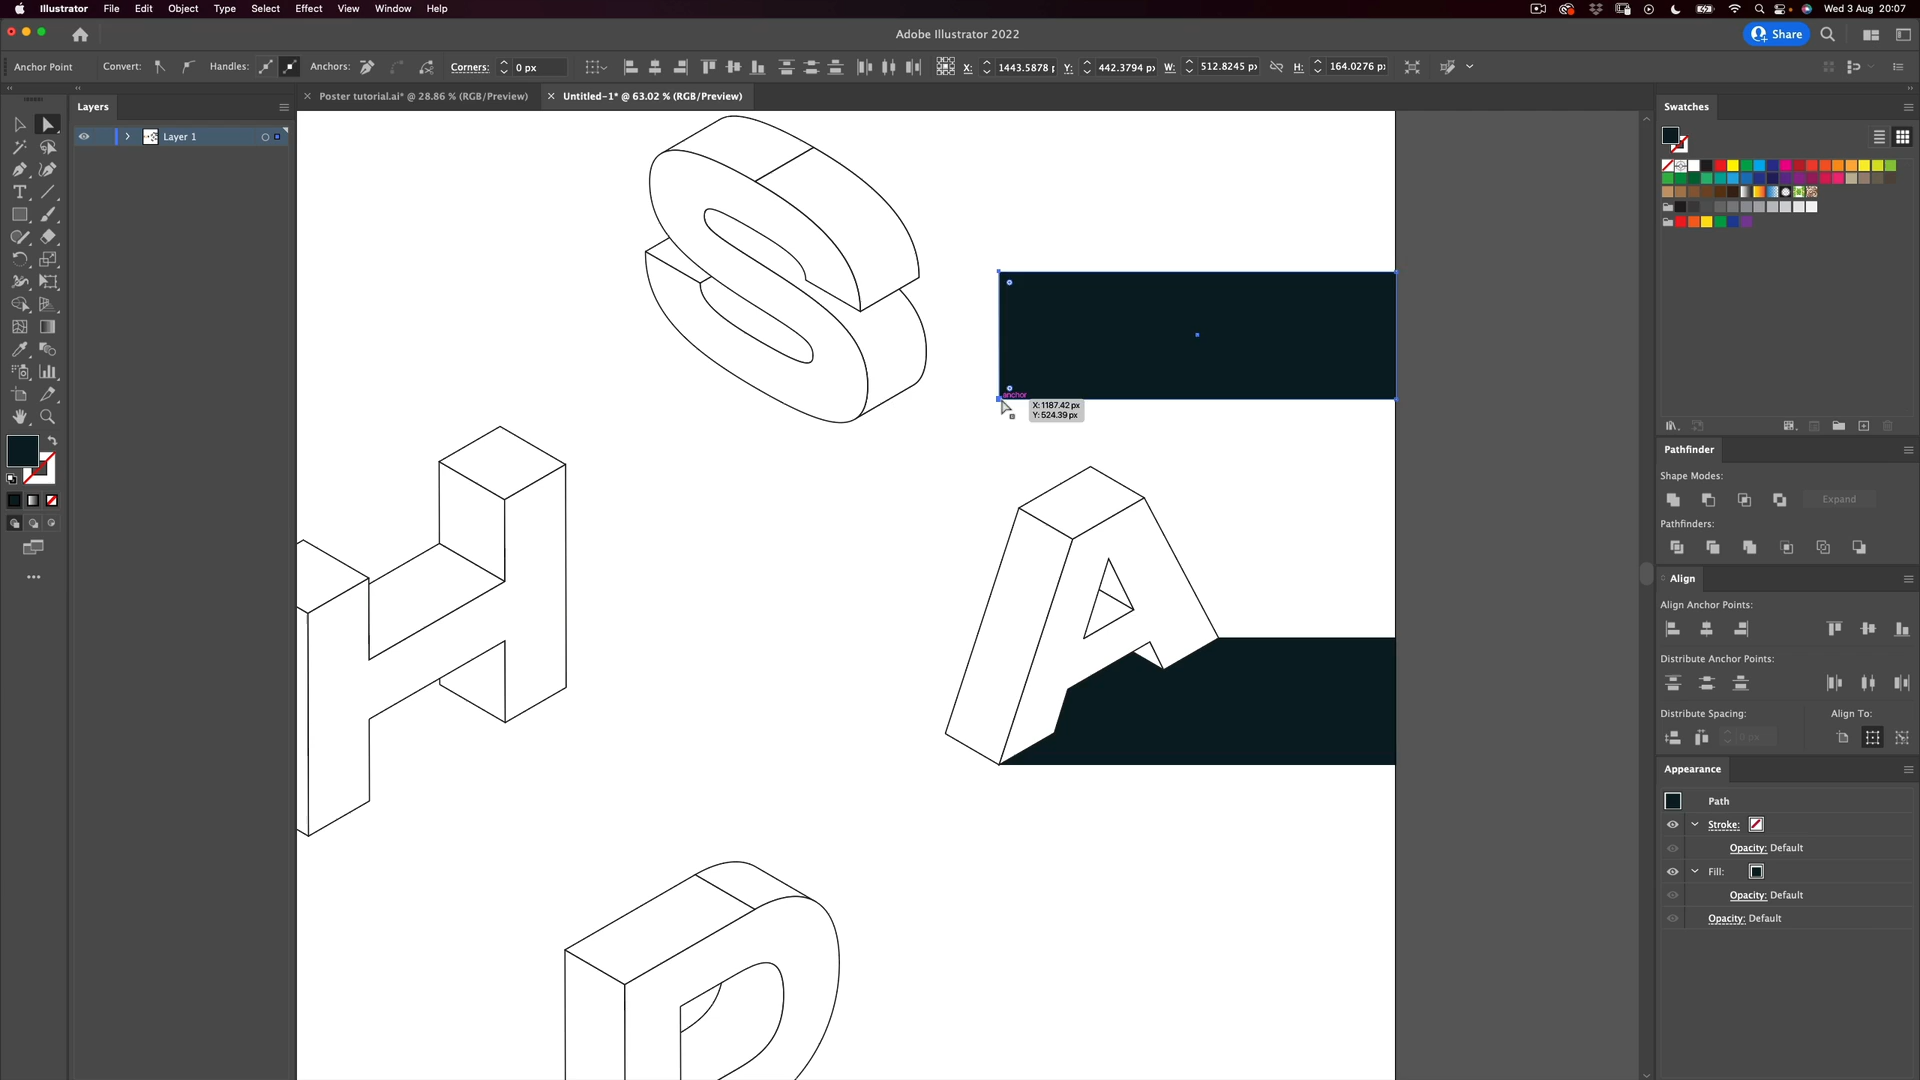 Illustrator File Edit Object Type Select Effect View Window Help
Wed 3 Aug 20:07
Adobe Illustrator 2022
Share
Anchor Point Convert: Handles: Anchors: Corners: 0 px X: 1443.5878 Y: 442.3794 W: 512.8245 px H: 164.0276 px
Layers
× Poster tutorial.ai* @ 28.86 % (RGB/Preview)
× Untitled-1* @ 63.02 % (RGB/Preview)
Swatches
Layer 1
anchor
X: 1187.42 px
Y: 524.39 px
Pathfinder
Shape Modes:
Expand
Pathfinders:
Align
Align Anchor Points:
Distribute Anchor Points:
Distribute Spacing: Align To:
0 px
Appearance
Path
Stroke:
Opacity: Default
Fill:
Opacity: Default
Opacity: Default
S
H
A
D